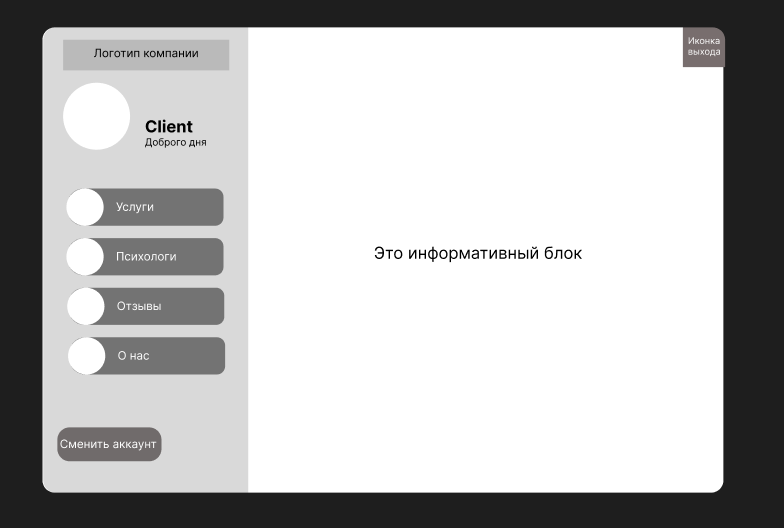 Логотип компании
Иконка
выхода
Client
Доброго дня
Услуги
Психологи
Отзывы
О нас
Сменить аккаунт
Это информативный блок